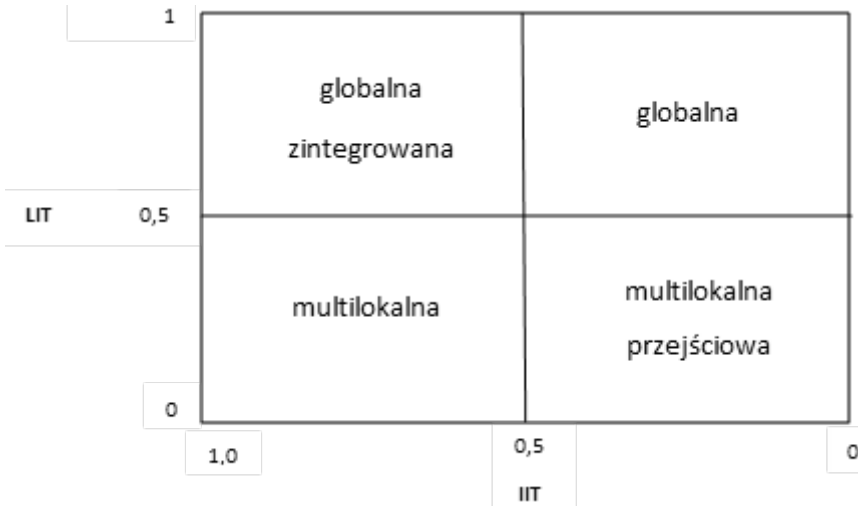 1
globalna
zintegrowana
globalna
LIT
0,5
multilokalna
multilokalna
przejściowa
0
1,0
0,5
0
IIT